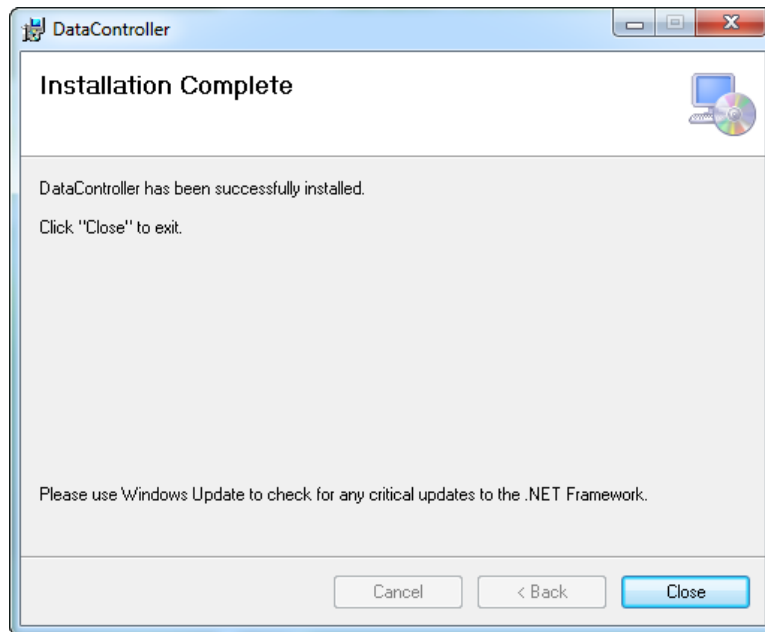 DataController
Installation Complete
DataController has been successfully installed.
Click "Close" to exit.
Please use Windows Update to check for any critical updates to the .NET Framework.
Cancel
< Back
Close